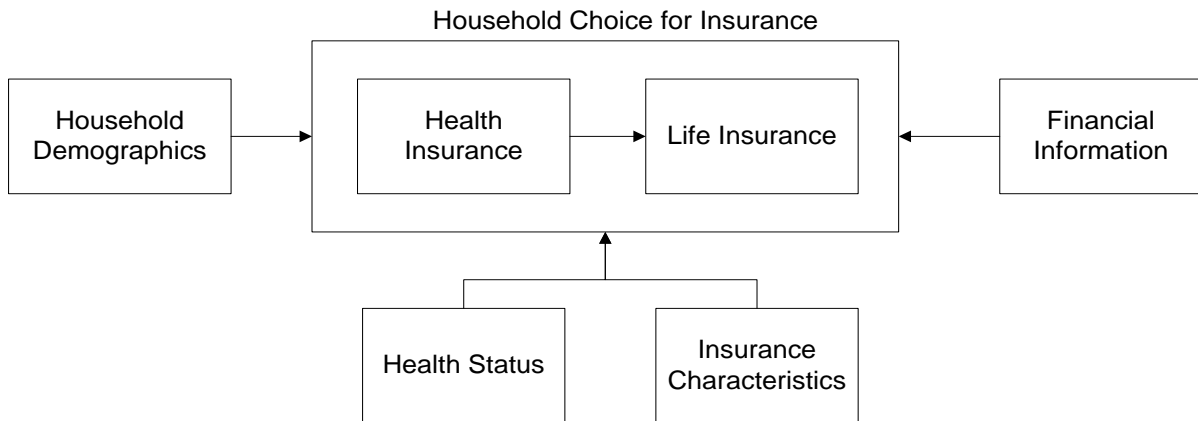 Household Choice for Insurance
Household
Demographics
Health
Insurance
Life Insurance
Financial
Information
Health Status
Insurance
Characteristics